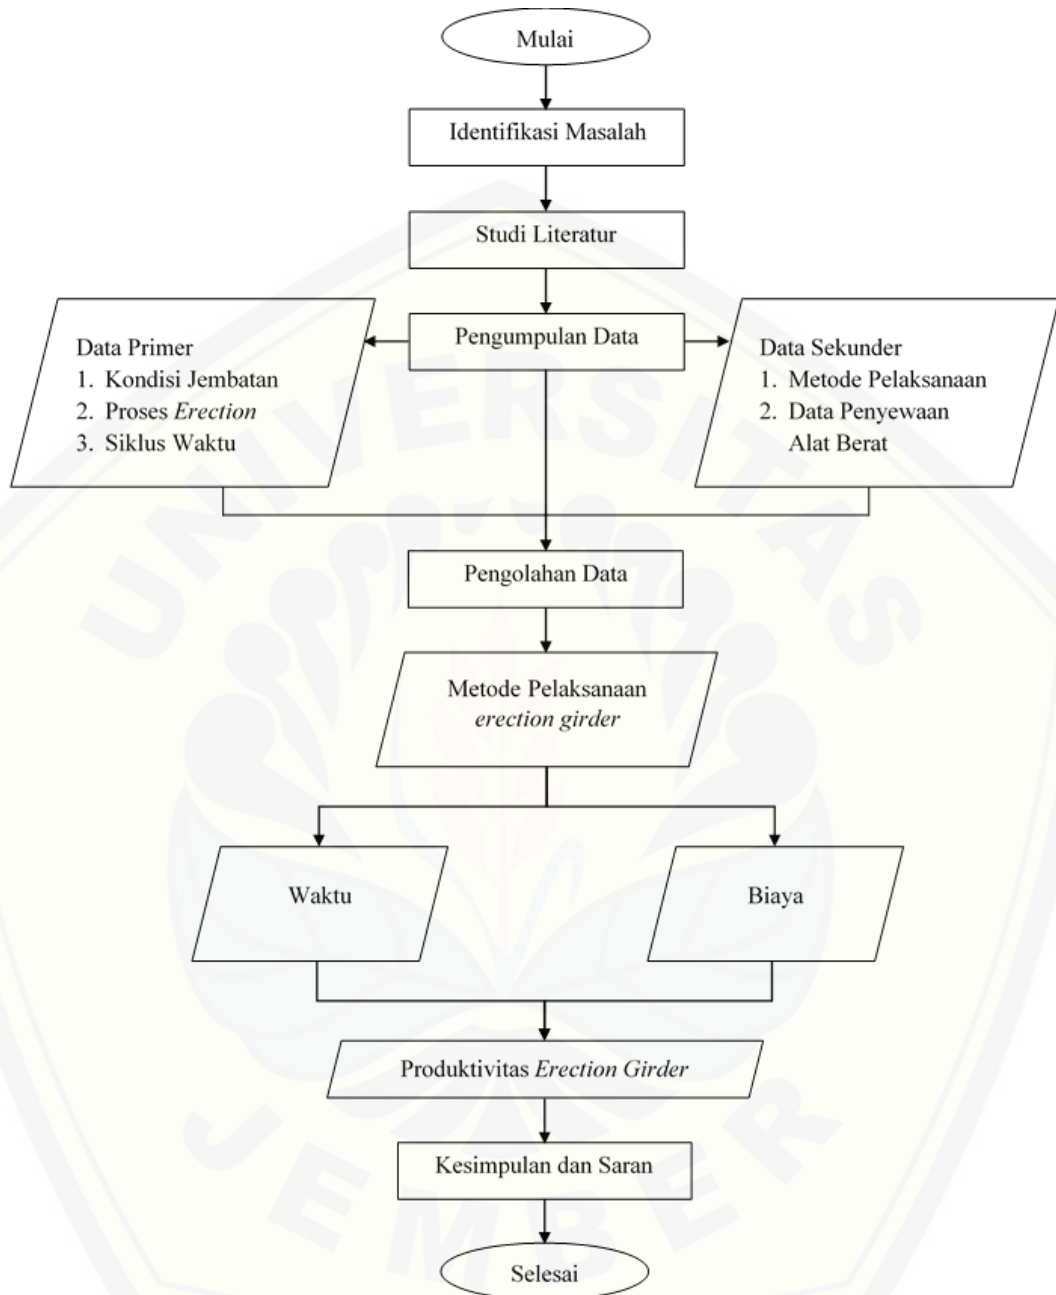 Mulai
Identifikasi Masalah
Studi Literatur
Pengumpulan Data
Data Primer
1. Kondisi Jembatan
2. Proses Erection
3. Siklus Waktu
Data Sekunder
1. Metode Pelaksanaan
2. Data Penyewaan
Alat Berat
Pengolahan Data
Metode Pelaksanaan
erection girder
Waktu
Biaya
Produktivitas Erection Girder
Kesimpulan dan Saran
Selesai
UNIVERSITAS
JEMBER